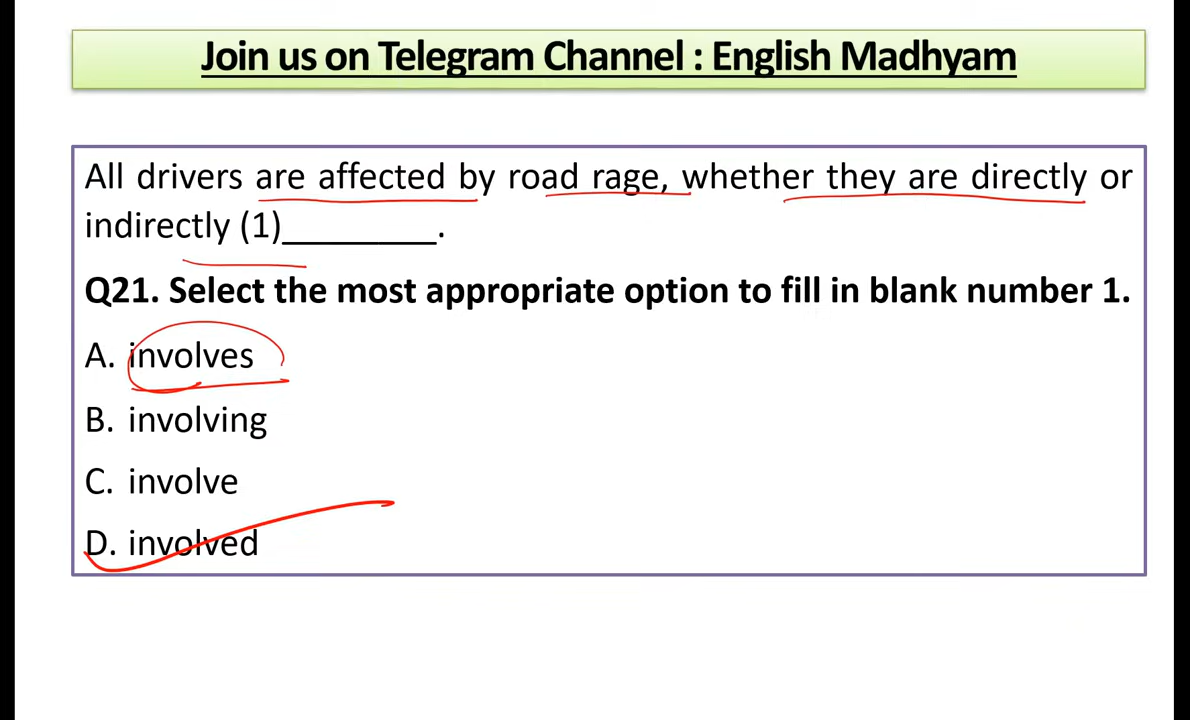 Join us on Telegram Channel : English Madhyam
All drivers are affected by road rage, whether they are directly or
indirectly (1)________.
Q21. Select the most appropriate option to fill in blank number 1.
A. involves
B. involving
C. involve
D. involved